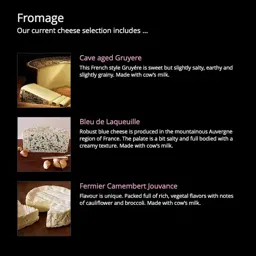 Fromage
Our current cheese selection includes ...
Cave aged Gruyere
This French style Gruyére is sweet but slightly salty, earthy and
slightly grainy. Made with cow's milk.
Bleu de Laqueuille
Robust blue cheese is produced in the mountainous Auvergne
region of France. The palate is a bit salty and full bodied with a
creamy texture. Made with cow's milk.
Fermier Camembert Jouvance
Flavour is unique. Packed full of rich, vegetal flavors with notes
of cauliflower and broccoli. Made with cow's milk.